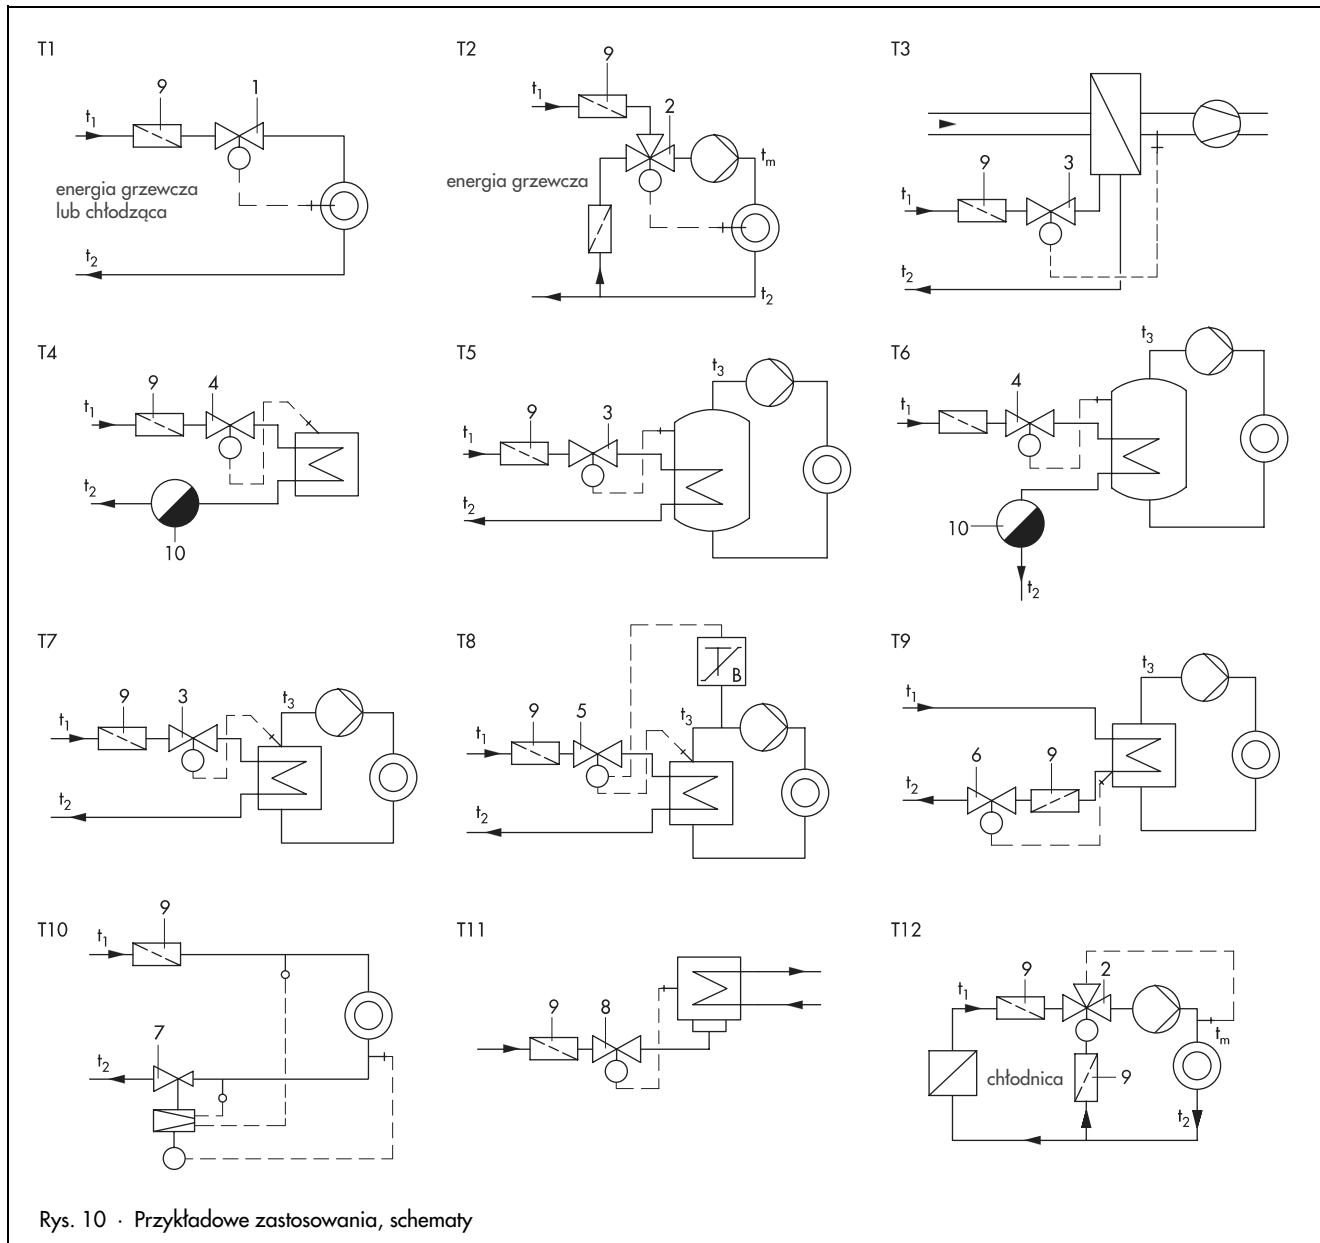 T1
9
1
t1
energia grzewcza
lub chłodząca
t2
T2
9
t1
2
tm
energia grzewcza
t2
T3
9
3
t1
t2
T4
9
4
t1
t2
10
T5
t3
9
3
t1
t2
T6
t3
4
t1
10
t2
T7
9
3
t3
t1
t2
T8
B
9
5
t3
t1
t2
T9
t3
t1
6
9
t2
T10
9
t1
7
t2
T11
9
8
T12
9
2
t1
tm
chłodnica
9
t2
Rys. 10 · Przykładowe zastosowania, schematy